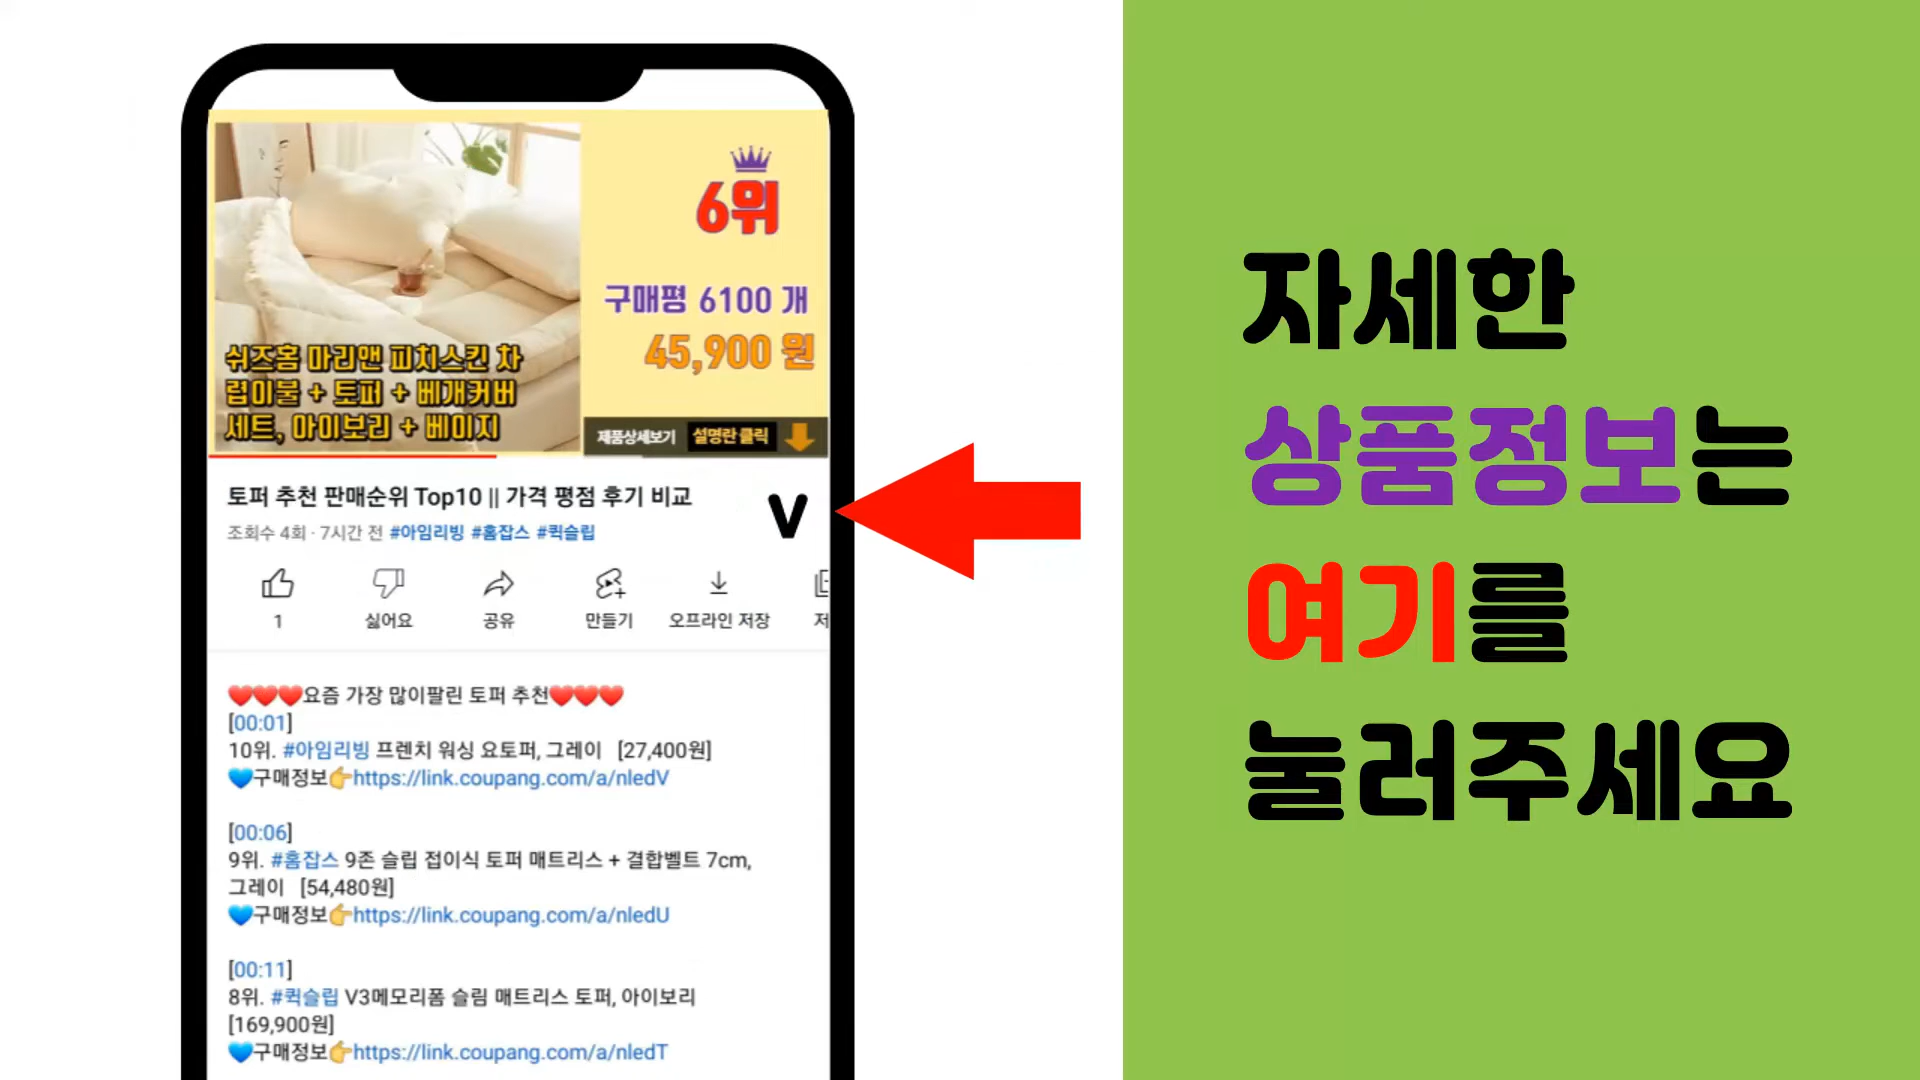 6위
구매평 6100 개
45,900 원
쉬즈홈 마리앤 피치스킨 차
렵이불 + 토퍼 + 베개커버
세트, 아이보리 + 베이지
제품상세보기 설명란 클릭
토퍼 추천 판매순위 Top10 || 가격 평점 후기 비교
V
조회수 4회 · 7시간 전 #아임리빙 #홈잡스 #퀵슬립
1 싫어요 공유 만들기 오프라인 저장 저
❤️❤️❤️요즘 가장 많이팔린 토퍼 추천❤️❤️❤️
[00:01]
10위. #아임리빙 프렌치 워싱 요토퍼, 그레이 [27,400원]
💙구매정보👉https://link.coupang.com/a/nledV
[00:06]
9위. #홈잡스 9존 슬립 접이식 토퍼 매트리스 + 결합벨트 7cm,
그레이 [54,480원]
💙구매정보👉https://link.coupang.com/a/nledU
[00:11]
8위. #퀵슬립 V3메모리폼 슬림 매트리스 토퍼, 아이보리
[169,900원]
💙구매정보👉https://link.coupang.com/a/nledT
자세한
상품정보는
여기를
눌러주세요